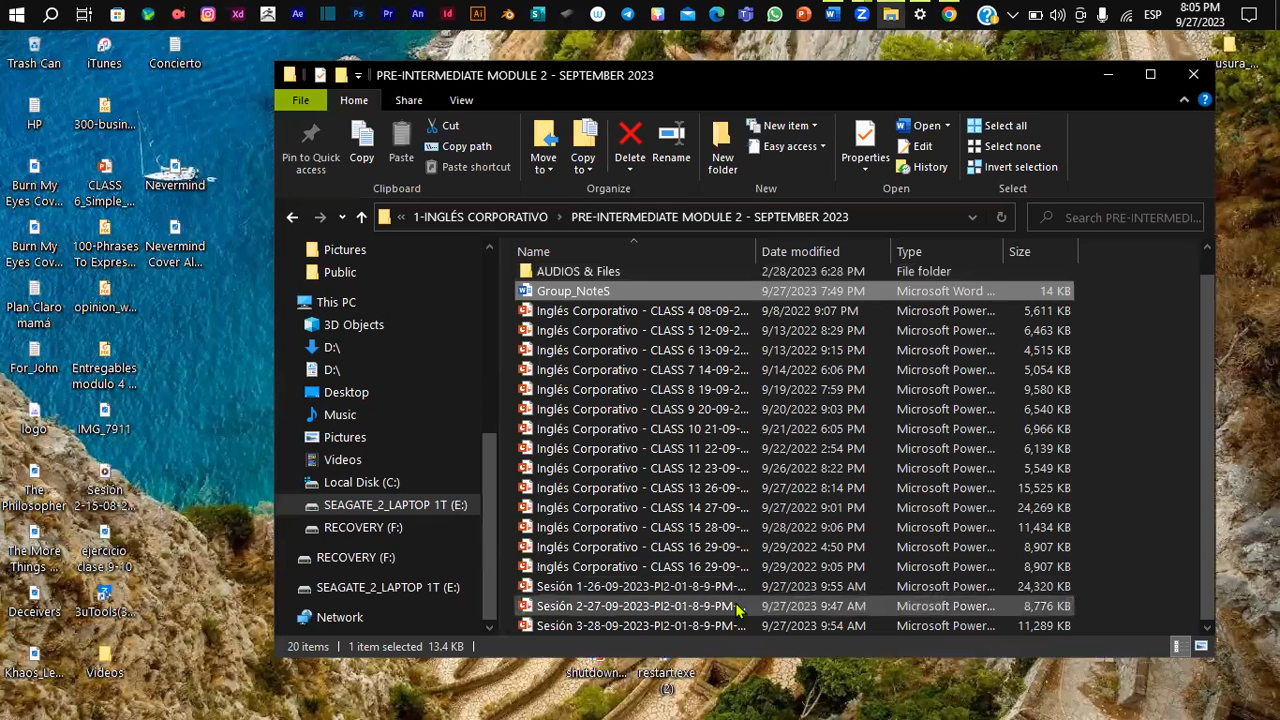 8:05 PM
ESP
9/27/2023
Trash Can
iTunes
Concierto
HP
300-busin...
Burn My Eyes Cov...
CLASS 6_Simple_...
Nevermind
Burn My Eyes Cov...
100-Phrases To Expres...
Nevermind Cover Al...
Plan Claro mama
opinion_w...
For_John
Entregables modulo 4 ...
logo
IMG_7911
The Philosopher
Sesión 2-15-08-2...
The More Things ...
ejercicio clase 9-10
Deceivers
3uTools(3...
Khaos_Le...
Videos
shutdown...
restart.exe (2)
PRE-INTERMEDIATE MODULE 2 - SEPTEMBER 2023
File Home Share View
Pin to Quick access
Copy
Paste
Cut
Copy path
Paste shortcut
Clipboard
Move to
Copy to
Delete
Rename
Organize
New folder
New item
Easy access
New
Properties
Open
Edit
History
Open
Select all
Select none
Invert selection
Select
« 1-INGLÉS CORPORATIVO > PRE-INTERMEDIATE MODULE 2 - SEPTEMBER 2023
Search PRE-INTERMEDI...
Pictures
Public
This PC
3D Objects
D:\
D:\
Desktop
Music
Pictures
Videos
Local Disk (C:)
SEAGATE_2_LAPTOP 1T (E:)
RECOVERY (F:)
RECOVERY (F:)
SEAGATE_2_LAPTOP 1T (E:)
Network
Name Date modified Type Size
AUDIOS & Files 2/28/2023 6:28 PM File folder
Group_NoteS 9/27/2023 7:49 PM Microsoft Word ... 14 KB
Inglés Corporativo - CLASS 4 08-09-2... 9/8/2022 9:07 PM Microsoft Power... 5,611 KB
Inglés Corporativo - CLASS 5 12-09-2... 9/13/2022 8:29 PM Microsoft Power... 6,463 KB
Inglés Corporativo - CLASS 6 13-09-2... 9/13/2022 9:15 PM Microsoft Power... 4,515 KB
Inglés Corporativo - CLASS 7 14-09-2... 9/14/2022 6:06 PM Microsoft Power... 5,054 KB
Inglés Corporativo - CLASS 8 19-09-2... 9/19/2022 7:59 PM Microsoft Power... 9,580 KB
Inglés Corporativo - CLASS 9 20-09-2... 9/20/2022 9:03 PM Microsoft Power... 6,540 KB
Inglés Corporativo - CLASS 10 21-09-... 9/21/2022 6:05 PM Microsoft Power... 6,966 KB
Inglés Corporativo - CLASS 11 22-09-... 9/22/2022 2:54 PM Microsoft Power... 6,139 KB
Inglés Corporativo - CLASS 12 23-09-... 9/26/2022 8:22 PM Microsoft Power... 5,549 KB
Inglés Corporativo - CLASS 13 26-09-... 9/27/2022 8:14 PM Microsoft Power... 15,525 KB
Inglés Corporativo - CLASS 14 27-09-... 9/27/2022 9:01 PM Microsoft Power... 24,269 KB
Inglés Corporativo - CLASS 15 28-09-... 9/28/2022 9:06 PM Microsoft Power... 11,434 KB
Inglés Corporativo - CLASS 16 29-09-... 9/29/2022 4:50 PM Microsoft Power... 8,907 KB
Inglés Corporativo - CLASS 16 29-09-... 9/29/2022 9:05 PM Microsoft Power... 8,907 KB
Sesión 1-26-09-2023-PI2-01-8-9-PM-... 9/27/2023 9:55 AM Microsoft Power... 24,320 KB
Sesión 2-27-09-2023-PI2-01-8-9-PM-... 9/27/2023 9:47 AM Microsoft Power... 8,776 KB
Sesión 3-28-09-2023-PI2-01-8-9-PM-... 9/27/2023 9:54 AM Microsoft Power... 11,289 KB
20 items 1 item selected 13.4 KB